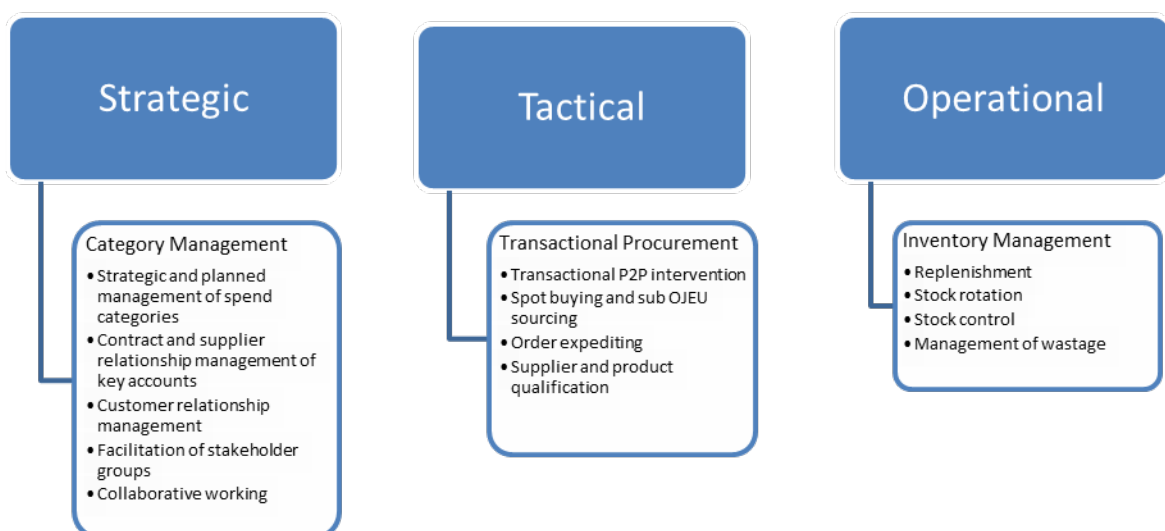 Strategic
Category Management
• Strategic and planned
management of spend
categories
• Contract and supplier
relationship management of
key accounts
• Customer relationship
management
• Facilitation of stakeholder
groups
• Collaborative working
Tactical
Transactional Procurement
• Transactional P2P intervention
• Spot buying and sub OJEU
sourcing
• Order expediting
• Supplier and product
qualification
Operational
Inventory Management
• Replenishment
• Stock rotation
• Stock control
• Management of wastage